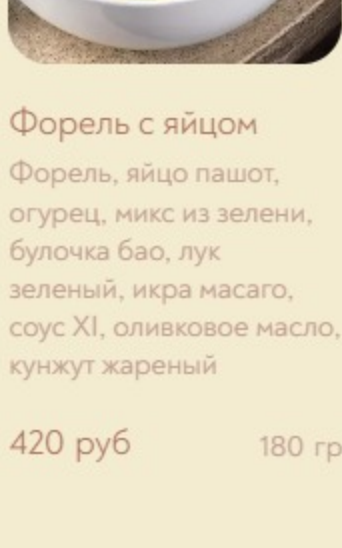 Форель с яйцом
Форель, яйцо пашот,
огурец, микс из зелени,
булочка бао, лук
зеленый, икра масаго,
соус XI, оливковое масло,
кунжут жареный
420 руб
180 гр